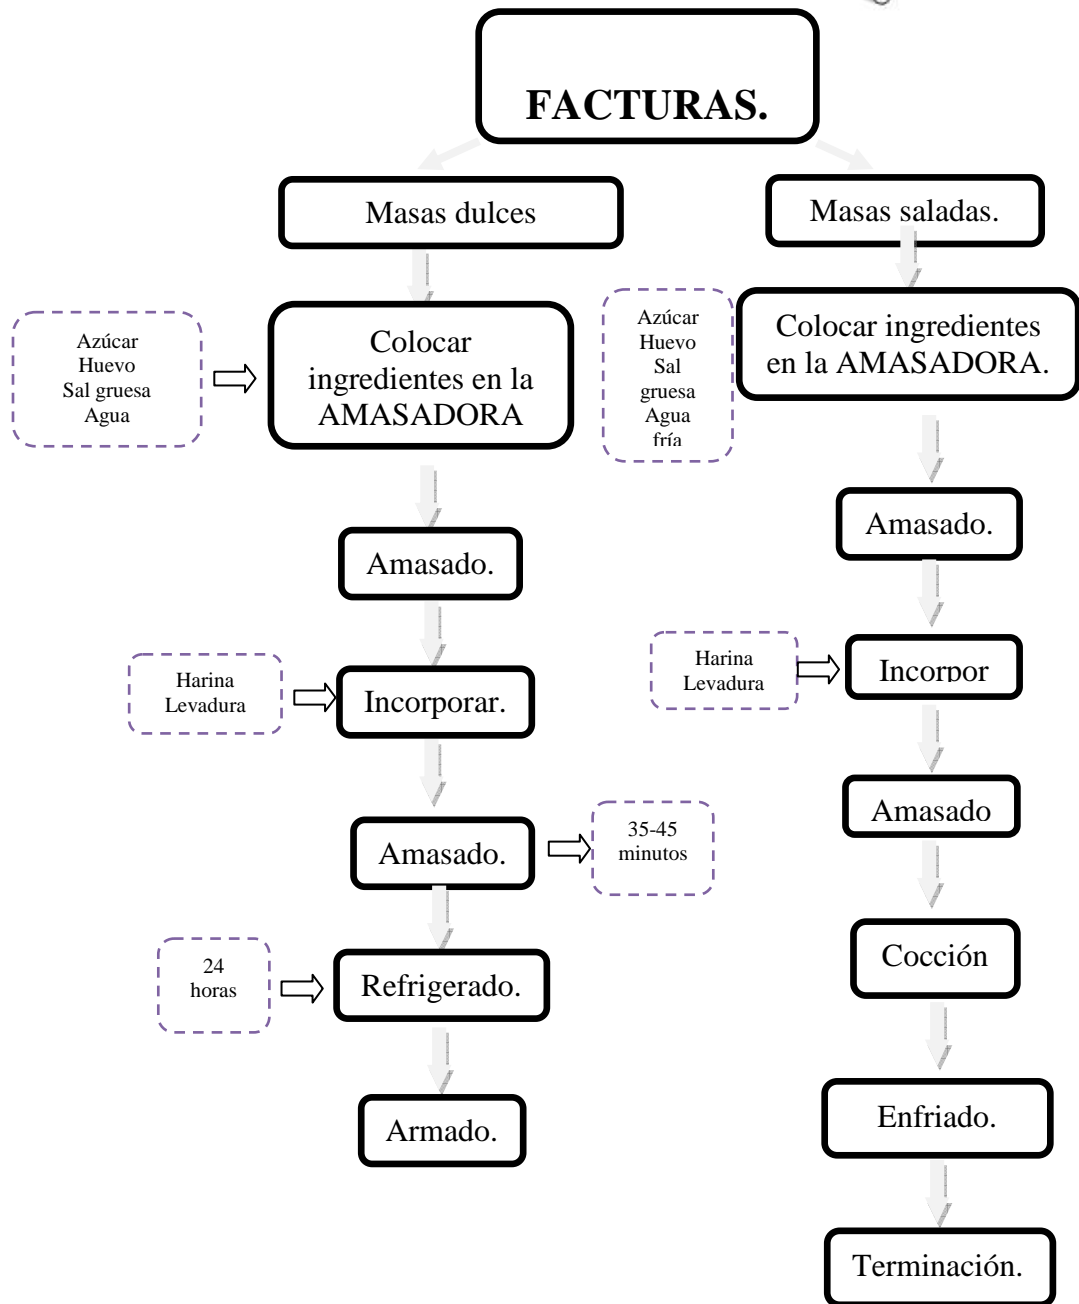 FACTURAS.
Masas dulces
Masas saladas.
Azúcar
Huevo
Sal gruesa
Agua
Colocar
ingredientes en la
AMASADORA
Azúcar
Huevo
Sal
gruesa
Agua
fría
Colocar ingredientes
en la AMASADORA.
Amasado.
Amasado.
Harina
Levadura
Incorporar.
Harina
Levadura
Incorpor
Amasado.
35-45
minutos
Amasado
24
horas
Refrigerado.
Cocción
Armado.
Enfriado.
Terminación.